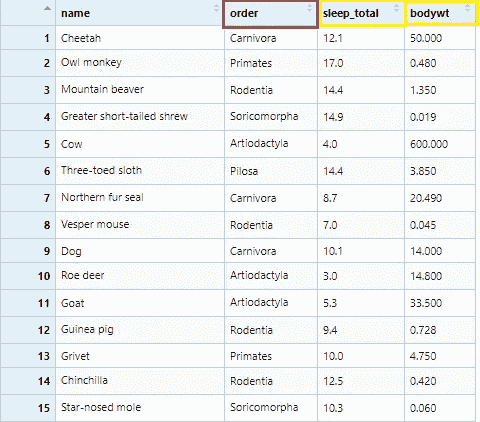 name order sleep_total bodywt
1 Cheetah Carnivora 12.1 50.000
2 Owl monkey Primates 17.0 0.480
3 Mountain beaver Rodentia 14.4 1.350
4 Greater short-tailed shrew Soricomorpha 14.9 0.019
5 Cow Artiodactyla 4.0 600.000
6 Three-toed sloth Pilosa 14.4 3.850
7 Northern fur seal Carnivora 8.7 20.490
8 Vesper mouse Rodentia 7.0 0.045
9 Dog Carnivora 10.1 14.000
10 Roe deer Artiodactyla 3.0 14.800
11 Goat Artiodactyla 5.3 33.500
12 Guinea pig Rodentia 9.4 0.728
13 Grivet Primates 10.0 4.750
14 Chinchilla Rodentia 12.5 0.420
15 Star-nosed mole Soricomorpha 10.3 0.060